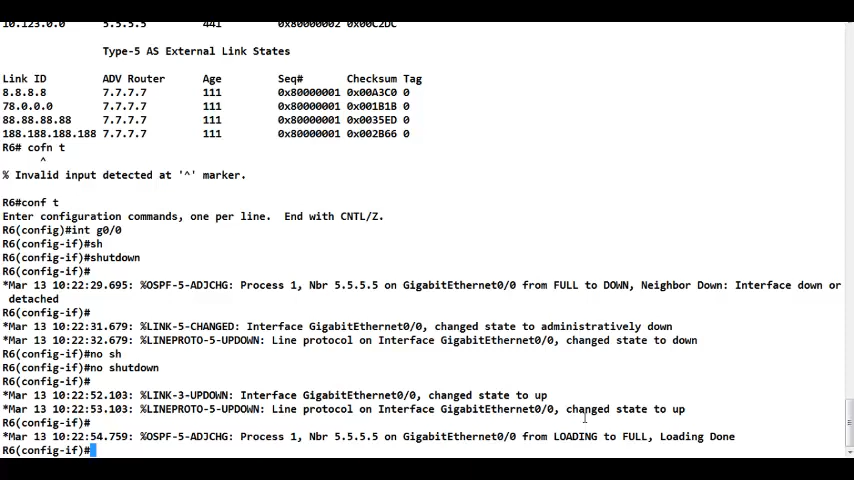 10.123.0.0      5.5.5.5         441         0x80000002 0x00C2DC
Type-5 AS External Link States
Link ID         ADV Router      Age         Seq#       Checksum Tag
8.8.8.8         7.7.7.7         111         0x80000001 0x00A3C0 0
78.0.0.0        7.7.7.7         111         0x80000001 0x001B1B 0
88.88.88.88     7.7.7.7         111         0x80000001 0x0035ED 0
188.188.188.188 7.7.7.7         111         0x80000001 0x002B66 0
R6# cofn t
^
% Invalid input detected at '^' marker.
R6#conf t
Enter configuration commands, one per line.  End with CNTL/Z.
R6(config)#int g0/0
R6(config-if)#sh
R6(config-if)#shutdown
R6(config-if)#
*Mar 13 10:22:29.695: %OSPF-5-ADJCHG: Process 1, Nbr 5.5.5.5 on GigabitEthernet0/0 from FULL to DOWN, Neighbor Down: Interface down or
detached
R6(config-if)#
*Mar 13 10:22:31.679: %LINK-5-CHANGED: Interface GigabitEthernet0/0, changed state to administratively down
*Mar 13 10:22:32.679: %LINEPROTO-5-UPDOWN: Line protocol on Interface GigabitEthernet0/0, changed state to down
R6(config-if)#no sh
R6(config-if)#no shutdown
R6(config-if)#
*Mar 13 10:22:52.103: %LINK-3-UPDOWN: Interface GigabitEthernet0/0, changed state to up
*Mar 13 10:22:53.103: %LINEPROTO-5-UPDOWN: Line protocol on Interface GigabitEthernet0/0, changed state to up
R6(config-if)#
*Mar 13 10:22:54.759: %OSPF-5-ADJCHG: Process 1, Nbr 5.5.5.5 on GigabitEthernet0/0 from LOADING to FULL, Loading Done
R6(config-if)#